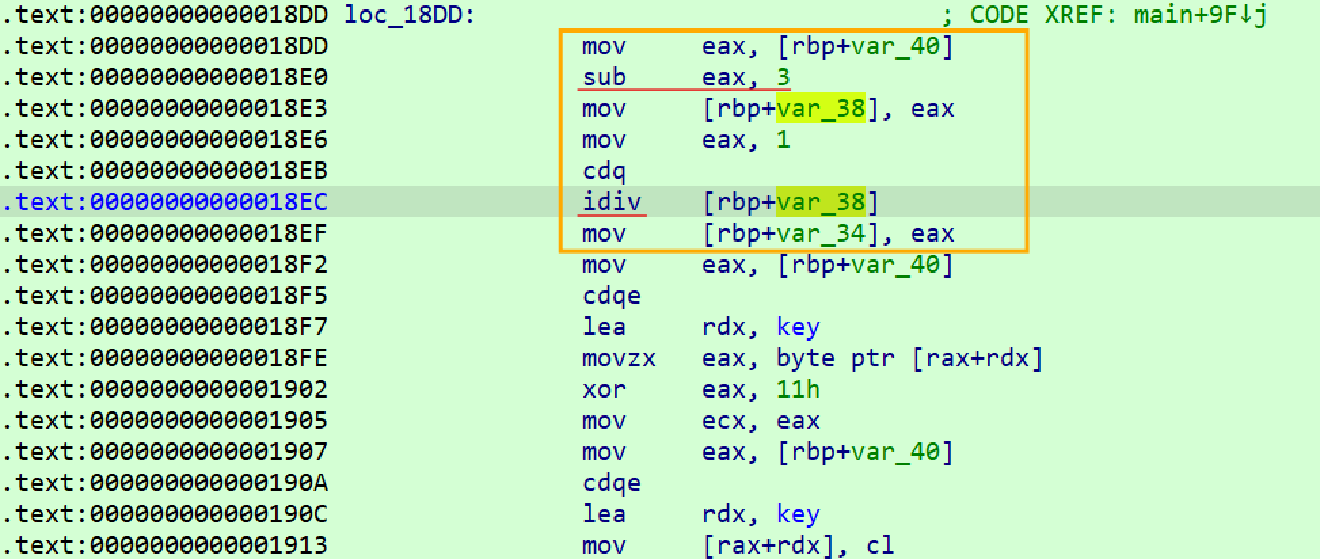 .text:00000000000018DD loc_18DD: ; CODE XREF: main+9F↓j
.text:00000000000018DD mov eax, [rbp+var_40]
.text:00000000000018E0 sub eax, 3
.text:00000000000018E3 mov [rbp+var_38], eax
.text:00000000000018E6 mov eax, 1
.text:00000000000018EB cdq
.text:00000000000018EC idiv [rbp+var_38]
.text:00000000000018EF mov [rbp+var_34], eax
.text:00000000000018F2 mov eax, [rbp+var_40]
.text:00000000000018F5 cdqe
.text:00000000000018F7 lea rdx, key
.text:00000000000018FE movzx eax, byte ptr [rax+rdx]
.text:0000000000001902 xor eax, 11h
.text:0000000000001905 mov ecx, eax
.text:0000000000001907 mov eax, [rbp+var_40]
.text:000000000000190A cdqe
.text:000000000000190C lea rdx, key
.text:0000000000001913 mov [rax+rdx], cl